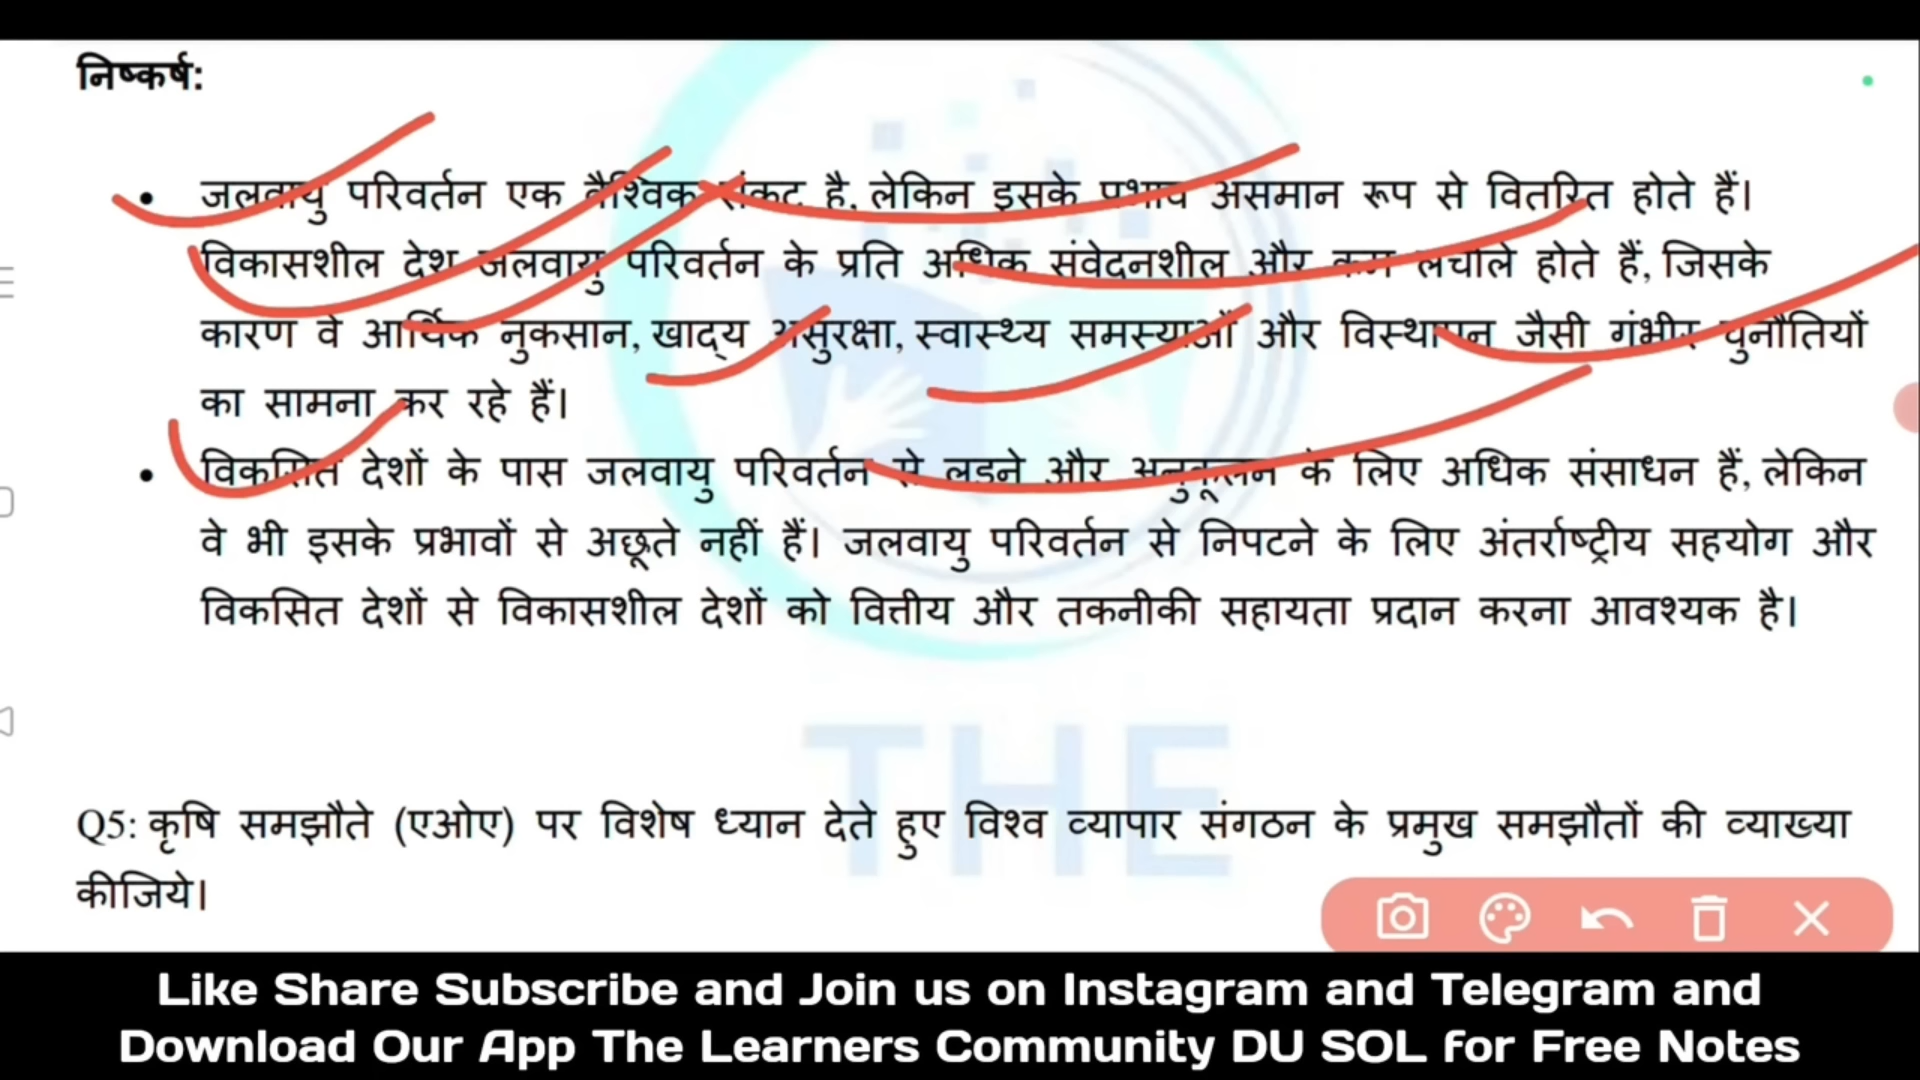 निष्कर्ष:
• जलवायु परिवर्तन एक वैश्विक संकट है, लेकिन इसके प्रभाव असमान रूप से वितरित होते हैं।
विकासशील देश जलवायु परिवर्तन के प्रति अधिक संवेदनशील और कम लचीले होते हैं, जिसके
कारण वे आर्थिक नुकसान, खाद्य असुरक्षा, स्वास्थ्य समस्याओं और विस्थापन जैसी गंभीर चुनौतियों
का सामना कर रहे हैं।
• विकसित देशों के पास जलवायु परिवर्तन से लड़ने और अनुकूलन के लिए अधिक संसाधन हैं, लेकिन
वे भी इसके प्रभावों से अछूते नहीं हैं। जलवायु परिवर्तन से निपटने के लिए अंतर्राष्ट्रीय सहयोग और
विकसित देशों से विकासशील देशों को वित्तीय और तकनीकी सहायता प्रदान करना आवश्यक है।
THE
Q5: कृषि समझौते (एओए) पर विशेष ध्यान देते हुए विश्व व्यापार संगठन के प्रमुख समझौतों की व्याख्या
कीजिये।
Like Share Subscribe and Join us on Instagram and Telegram and
Download Our App The Learners Community DU SOL for Free Notes